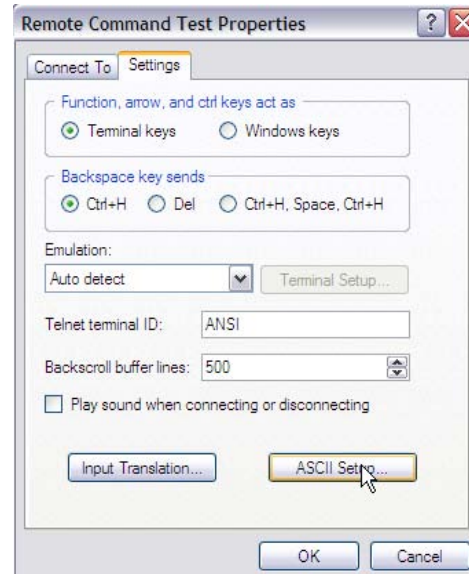 Remote Command Test Properties
Connect To Settings
Function, arrow, and ctrl keys act as
Terminal keys Windows keys
Backspace key sends
Ctrl+H Del Ctrl+H, Space, Ctrl+H
Emulation:
Auto detect Terminal Setup...
Telnet terminal ID: ANSI
Backscroll buffer lines: 500
Play sound when connecting or disconnecting
Input Translation... ASCII Setup...
OK Cancel